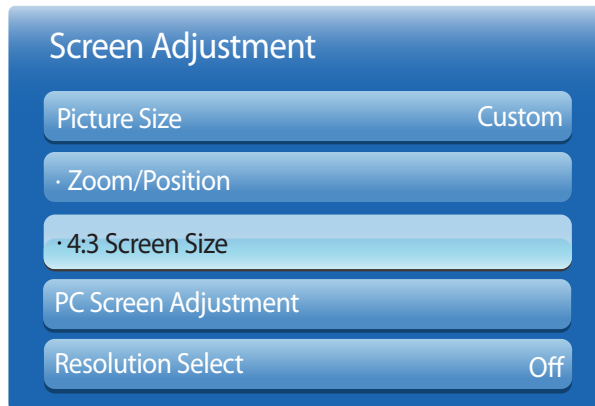 Screen Adjustment
Picture Size Custom
· Zoom/Position
· 4:3 Screen Size
PC Screen Adjustment
Resolution Select Off